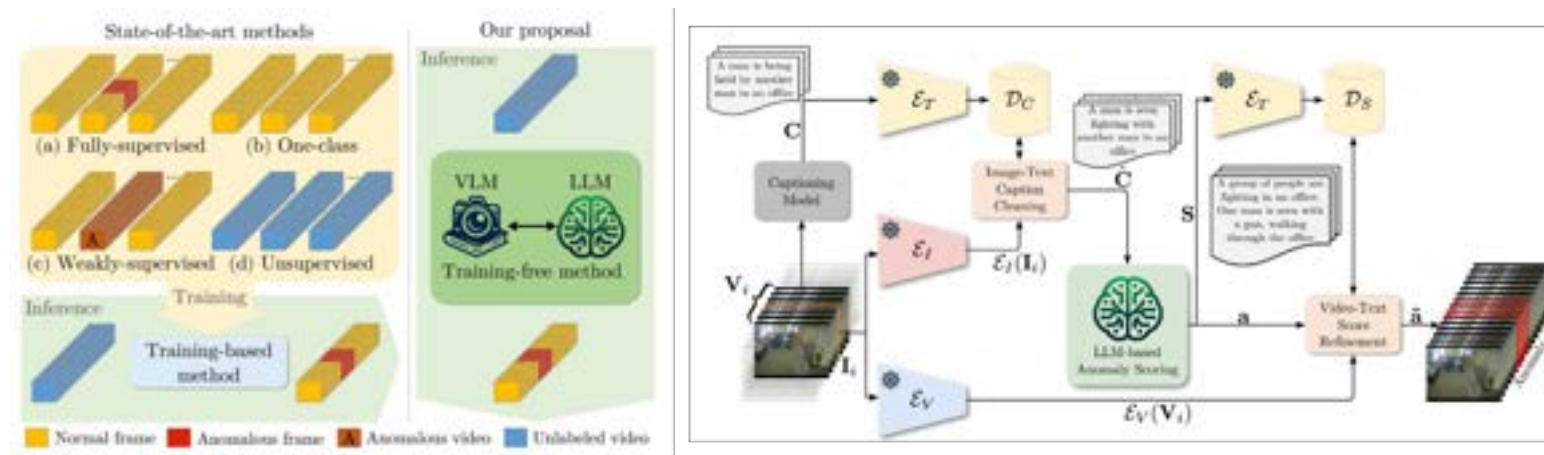 State-of-the-art methods
(a) Fully-supervised
(b) One-class
(c) Weakly-supervised
A
(d) Unsupervised
Training
Inference
Training-based
method
Our proposal
Inference
VLM
LLM
Training-free method
Normal frame
Anomalous frame
A
Anomalous video
Unlabeled video
A man is being
held by another
man in an office
C
Captioning
Model
V_i
I_i
ℰ_T
𝒟_C
Image-Text
Caption
Cleaning
ℰ_I
ℰ_I(I_i)
A man is seen
fighting with
another man in an
office
Ĉ
LLM-based
Anomaly Scoring
S
a
ℰ_T
𝒟_S
A group of people are
fighting in an office.
One man is seen with
a gun, walking
through the office.
ℰ_V
ℰ_V(V_i)
Video-Text
Score
Refinement
ã